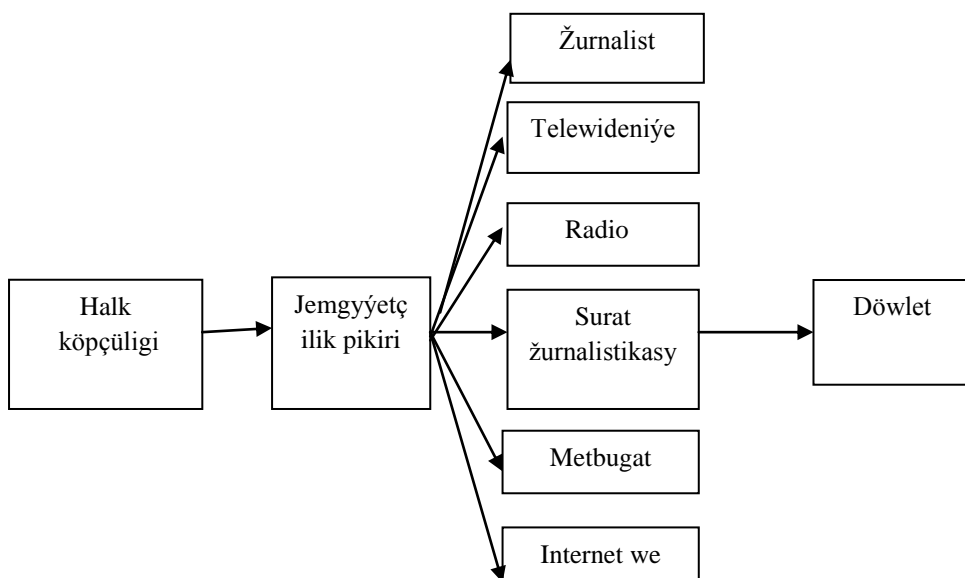 Žurnalist
Telewideniýe
Radio
Halk
köpçüligi
Jemgyýetç
ilik pikiri
Surat
žurnalistikasy
Döwlet
Metbugat
Internet we